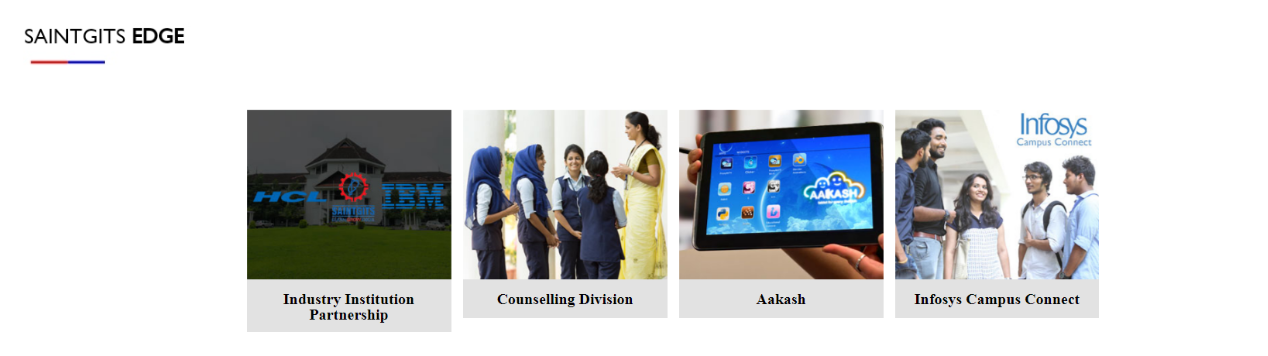 SAINTGITS EDGE
HCL
SAINTGITS
IBM
AAKASH
Infosys
Campus Connect
Industry Institution
Partnership
Counselling Division
Aakash
Infosys Campus Connect